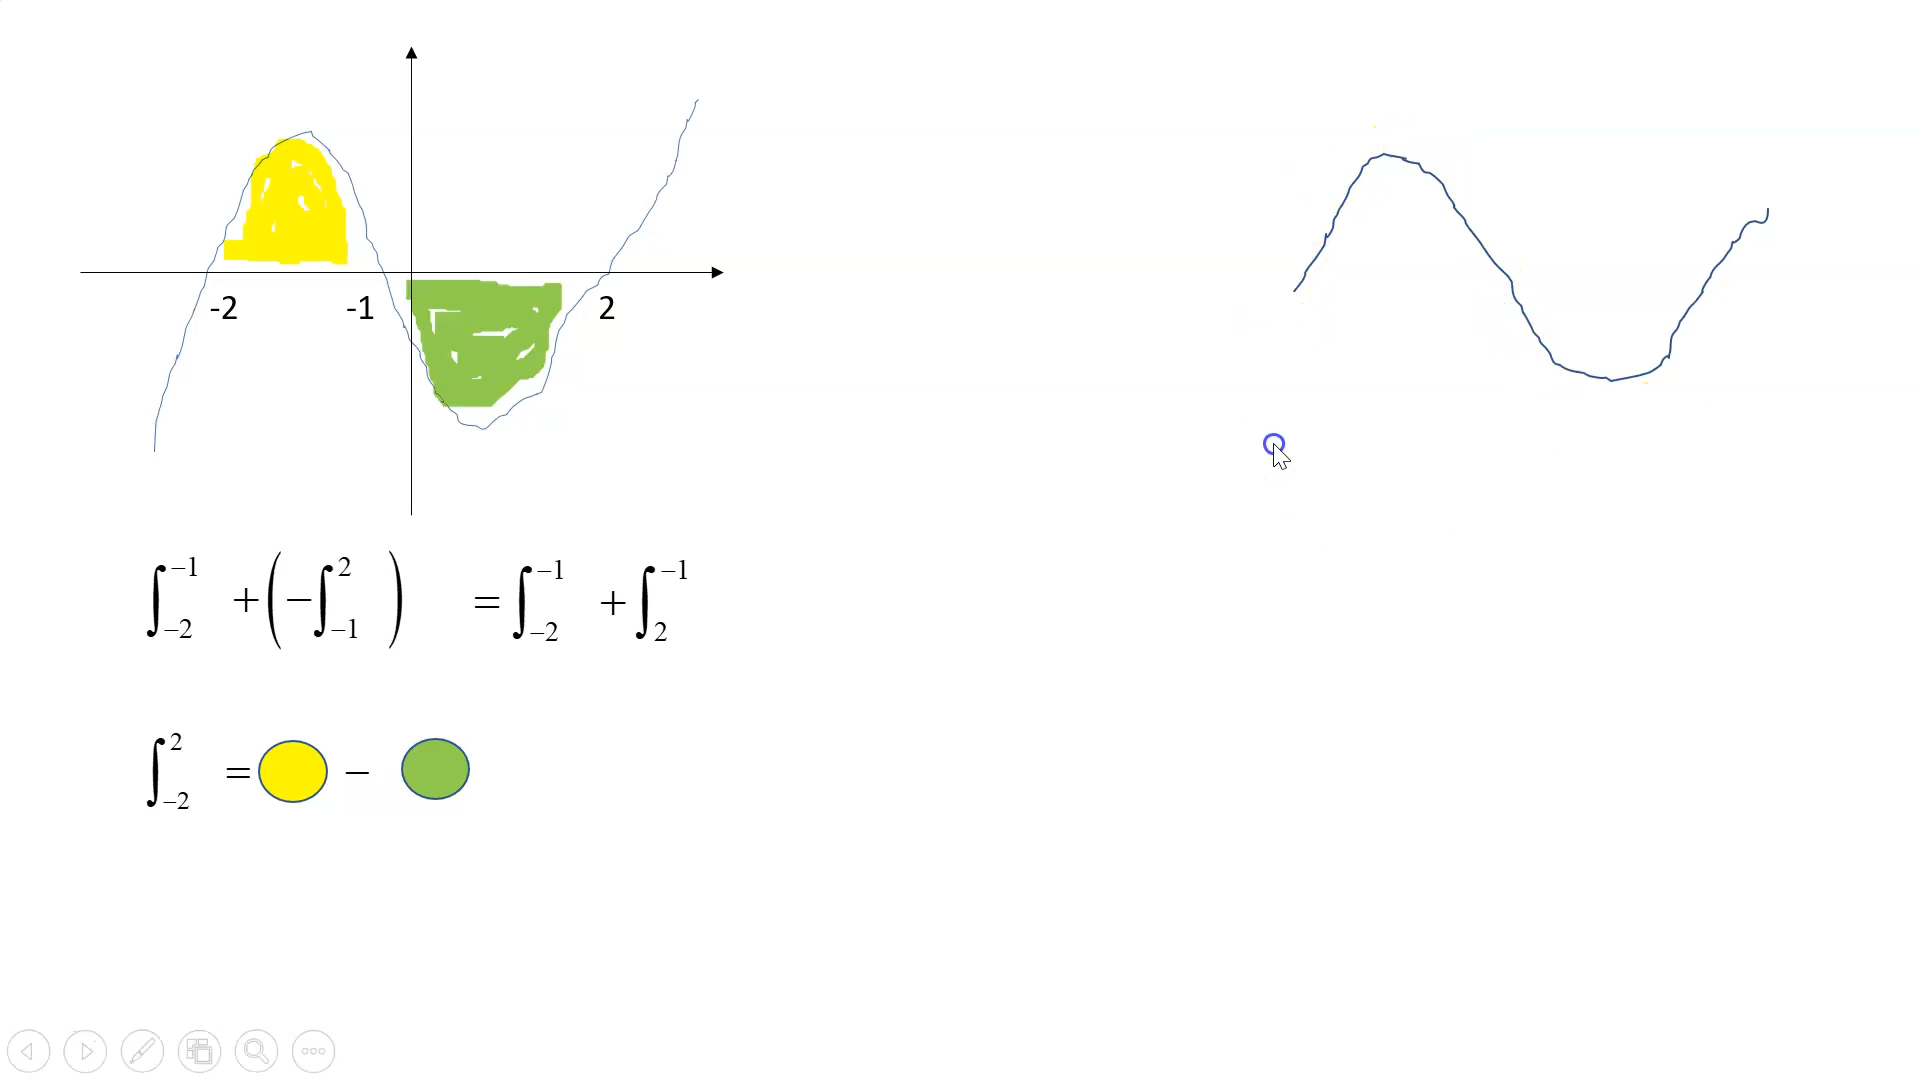 -2 -1 2
∫_{−2}^{−1} + (−∫_{−1}^{2} ) = ∫_{−2}^{−1} + ∫_{2}^{−1}
∫_{−2}^{2} = −